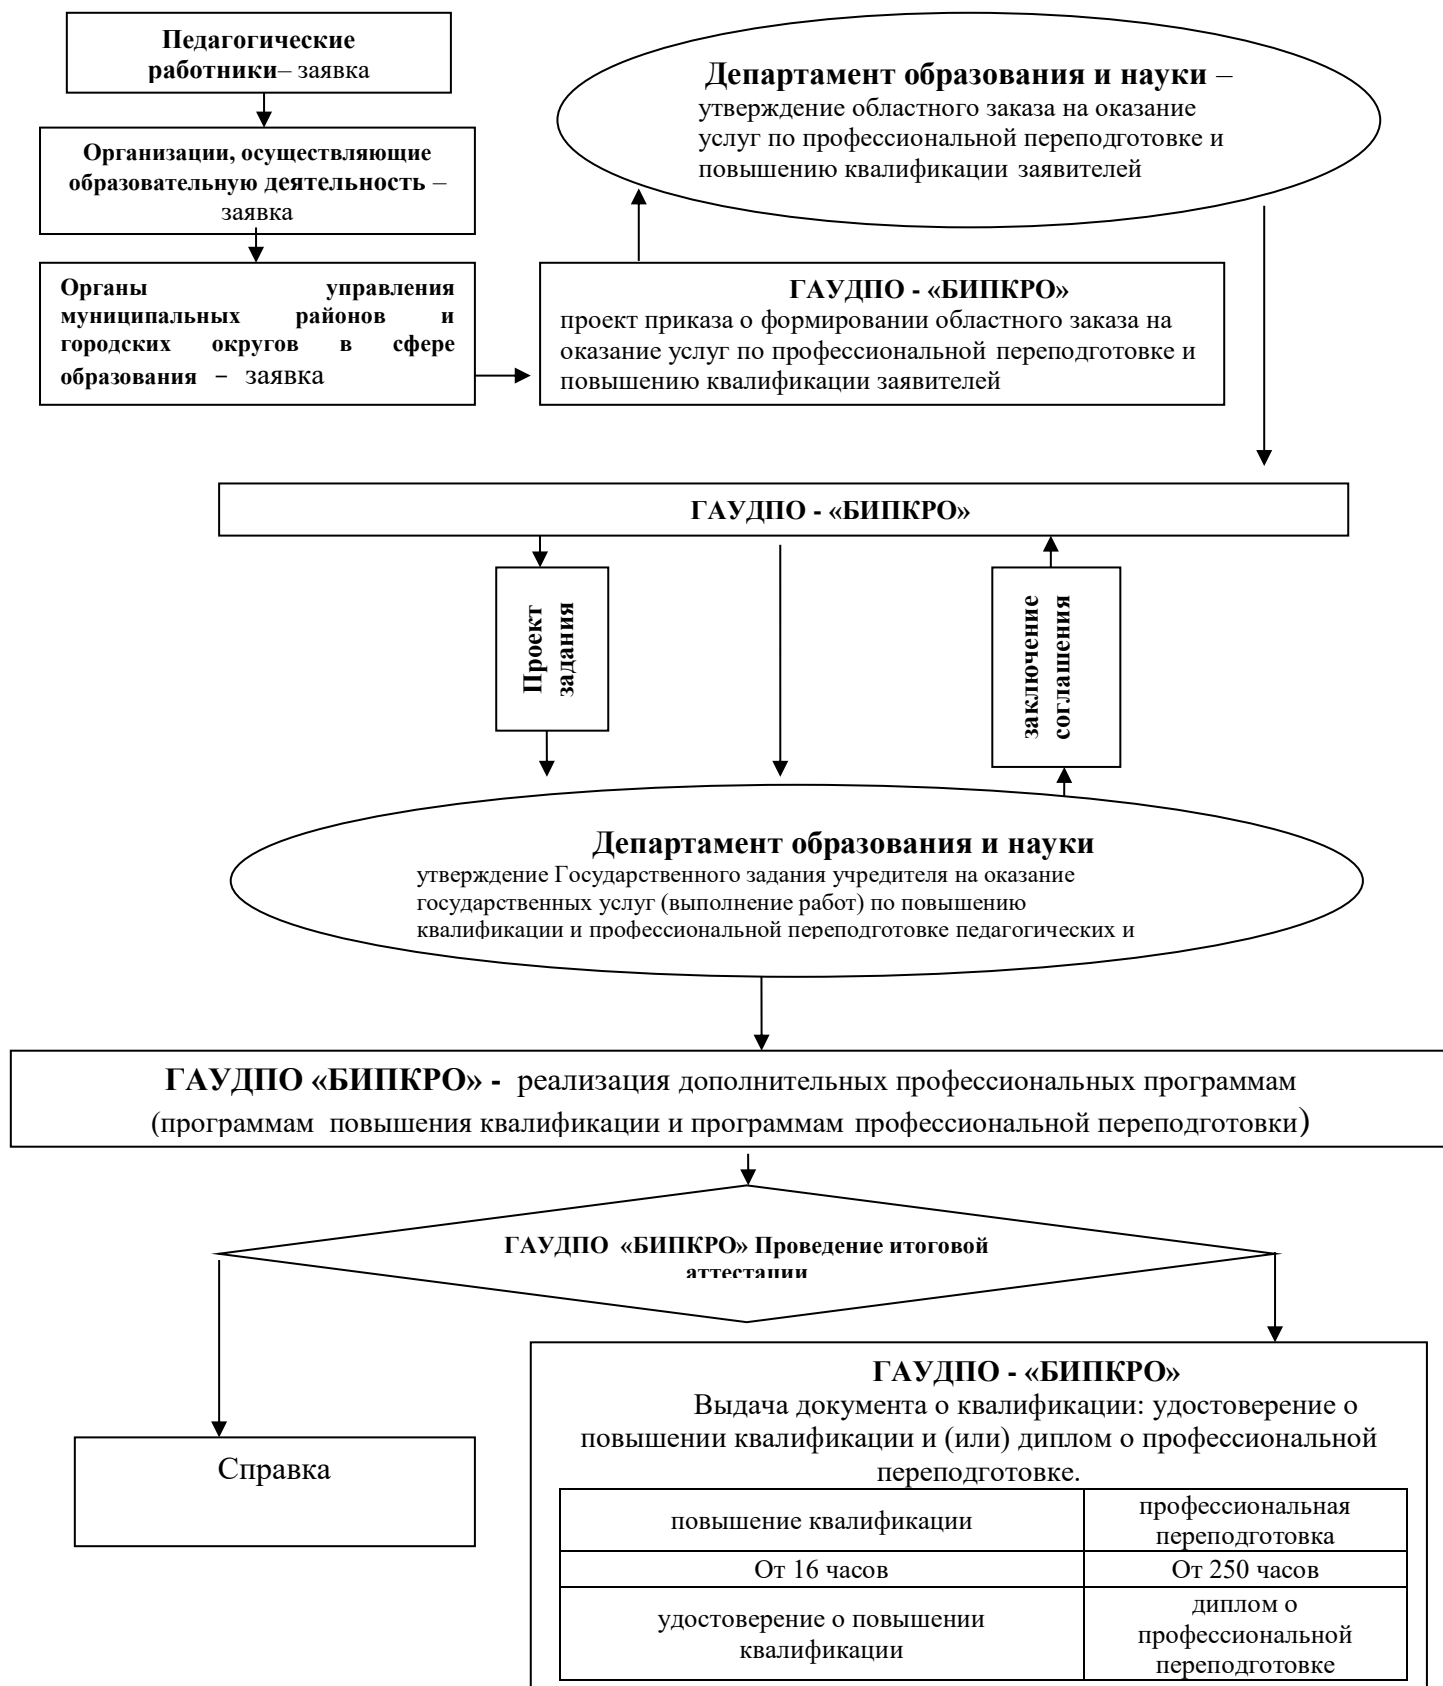 Педагогические
работники– заявка
Департамент образования и науки –
утверждение областного заказа на оказание
услуг по профессиональной переподготовке и
повышению квалификации заявителей
Организации, осуществляющие
образовательную деятельность –
заявка
Органы управления
муниципальных районов и
городских округов в сфере
образования – заявка
ГАУДПО - «БИПКРО»
проект приказа о формировании областного заказа на
оказание услуг по профессиональной переподготовке и
повышению квалификации заявителей
ГАУДПО - «БИПКРО»
Проект
задания
заключение
соглашения
Департамент образования и науки
утверждение Государственного задания учредителя на оказание
государственных услуг (выполнение работ) по повышению
квалификации и профессиональной переподготовке педагогических и
ГАУДПО «БИПКРО» - реализация дополнительных профессиональных программам
(программам повышения квалификации и программам профессиональной переподготовки)
ГАУДПО «БИПКРО» Проведение итоговой
аттестации
Справка
ГАУДПО - «БИПКРО»
Выдача документа о квалификации: удостоверение о
повышении квалификации и (или) диплом о профессиональной
переподготовке.
повышение квалификации
профессиональная
переподготовка
От 16 часов
От 250 часов
удостоверение о повышении
квалификации
диплом о
профессиональной
переподготовке